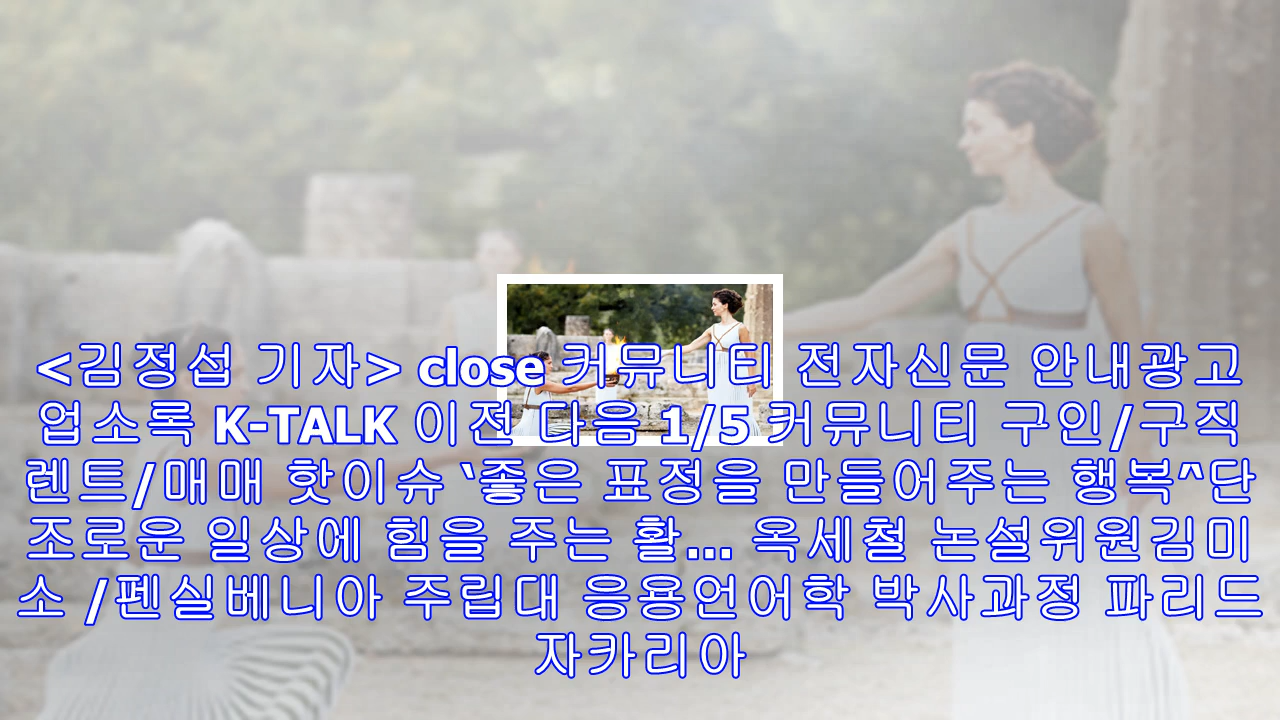 <김정섭 기자> close 커뮤니티 전자신문 안내광고
업소록 K-TALK 이전 다음 1/5 커뮤니티 구인/구직
렌트/매매 핫이슈 ‘좋은 표정을 만들어주는 행복^단
조로운 일상에 힘을 주는 활... 옥세철 논설위원김미
소 /펜실베니아 주립대 응용언어학 박사과정 파리드
자카리아